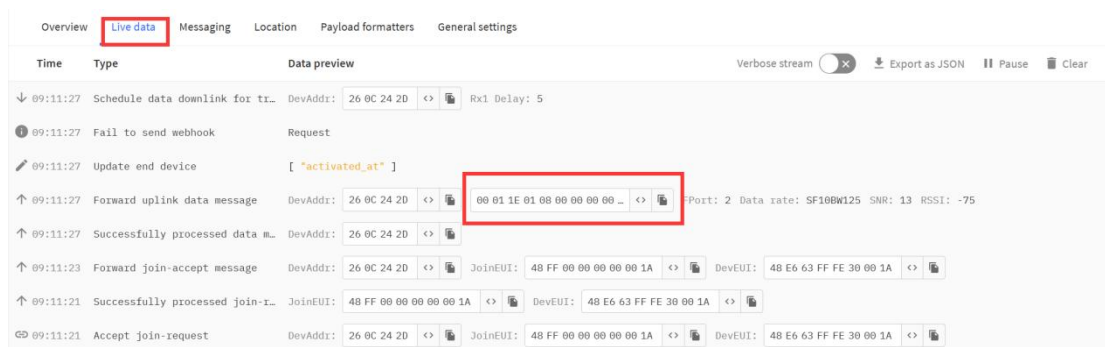 Overview Live data Messaging Location Payload formatters General settings
Time Type Data preview Verbose stream Export as JSON Pause Clear
09:11:27 Schedule data downlink for tr… DevAddr: 26 0C 24 2D <> Rx1 Delay: 5
09:11:27 Fail to send webhook Request
09:11:27 Update end device [ "activated_at" ]
09:11:27 Forward uplink data message DevAddr: 26 0C 24 2D <> 00 01 1E 01 08 00 00 00 00 … <> FPort: 2 Data rate: SF10BW125 SNR: 13 RSSI: -75
09:11:27 Successfully processed data m… DevAddr: 26 0C 24 2D <>
09:11:23 Forward join-accept message DevAddr: 26 0C 24 2D <> JoinEUI: 48 FF 00 00 00 00 00 1A <> DevEUI: 48 E6 63 FF FE 30 00 1A <>
09:11:21 Successfully processed join-r… JoinEUI: 48 FF 00 00 00 00 00 1A <> DevEUI: 48 E6 63 FF FE 30 00 1A <>
09:11:21 Accept join-request DevAddr: 26 0C 24 2D <> JoinEUI: 48 FF 00 00 00 00 00 1A <> DevEUI: 48 E6 63 FF FE 30 00 1A <>